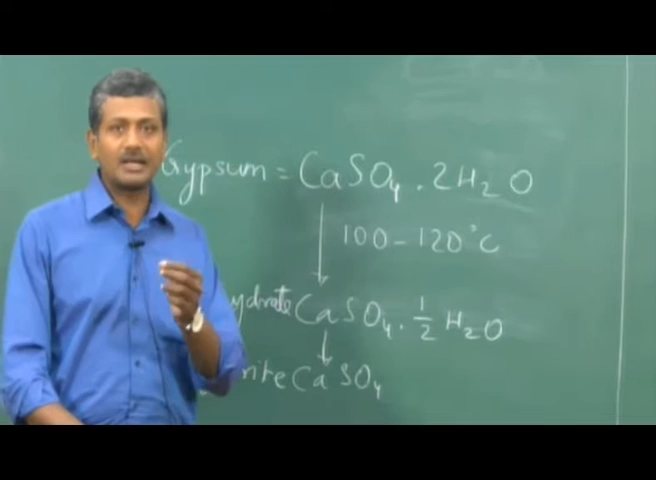 Gypsum = CaSO₄ . 2H₂O
100 - 120°C
ydrate CaSO₄ . ½ H₂O
rite CaSO₄